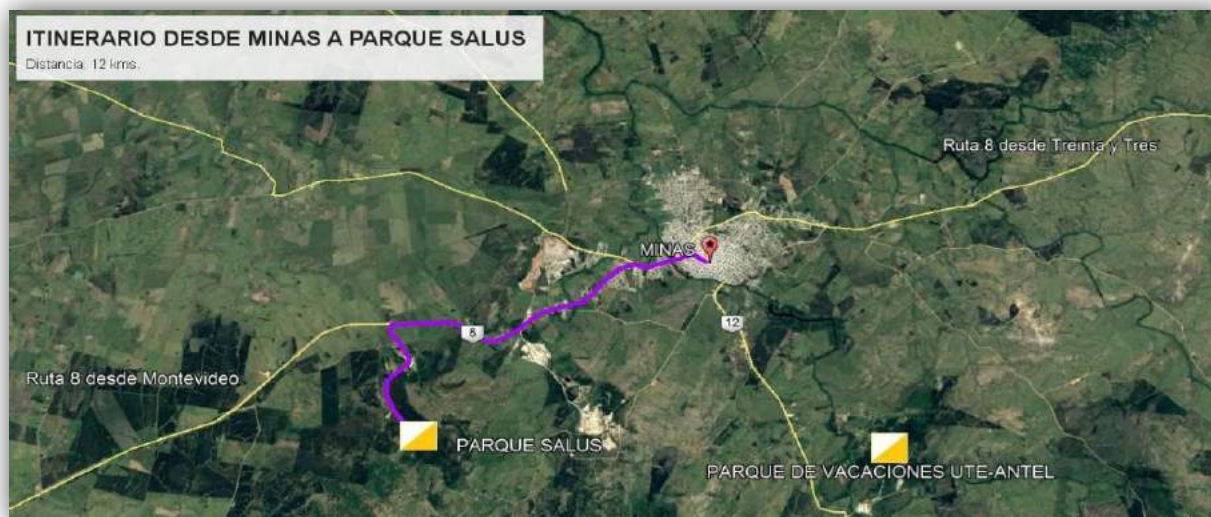 ITINERARIO DESDE MINAS A PARQUE SALUS
Distancia: 12 kms.
Ruta 8 desde Treinta y Tres
MINAS
8
12
Ruta 8 desde Montevideo
PARQUE SALUS
PARQUE DE VACACIONES UTE-ANTEL